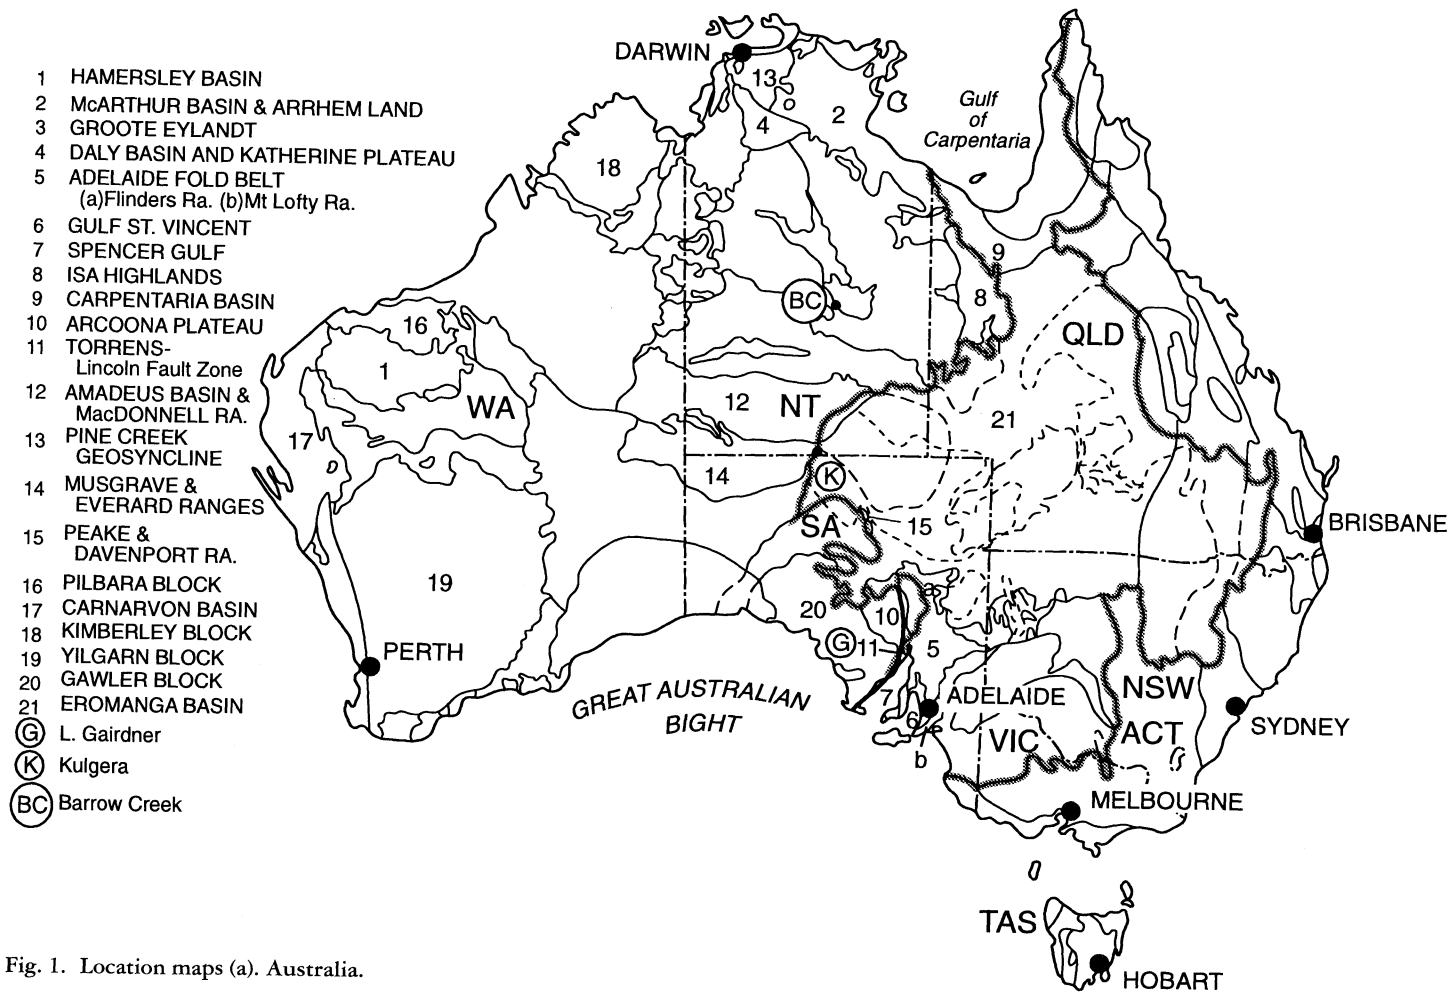 1 HAMERSLEY BASIN
2 McARTHUR BASIN & ARRHEM LAND
3 GROOTE EYLANDT
4 DALY BASIN AND KATHERINE PLATEAU
5 ADELAIDE FOLD BELT
(a)Flinders Ra. (b)Mt Lofty Ra.
6 GULF ST. VINCENT
7 SPENCER GULF
8 ISA HIGHLANDS
9 CARPENTARIA BASIN
10 ARCOONA PLATEAU
11 TORRENS-
Lincoln Fault Zone
12 AMADEUS BASIN &
MacDONNELL RA.
13 PINE CREEK
GEOSYNCLINE
14 MUSGRAVE &
EVERARD RANGES
15 PEAKE &
DAVENPORT RA.
16 PILBARA BLOCK
17 CARNARVON BASIN
18 KIMBERLEY BLOCK
19 YILGARN BLOCK
20 GAWLER BLOCK
21 EROMANGA BASIN
G L. Gairdner
K Kulgera
BC Barrow Creek
DARWIN
13
4
2
18
Gulf
of
Carpentaria
9
8
BC
QLD
16
1
WA
12
NT
21
17
14
K
SA
15
BRISBANE
19
20
10
a
G
11
5
PERTH
7
6
ADELAIDE
b
NSW
VIC
ACT
SYDNEY
GREAT AUSTRALIAN
BIGHT
MELBOURNE
TAS
HOBART
Fig. 1. Location maps (a). Australia.